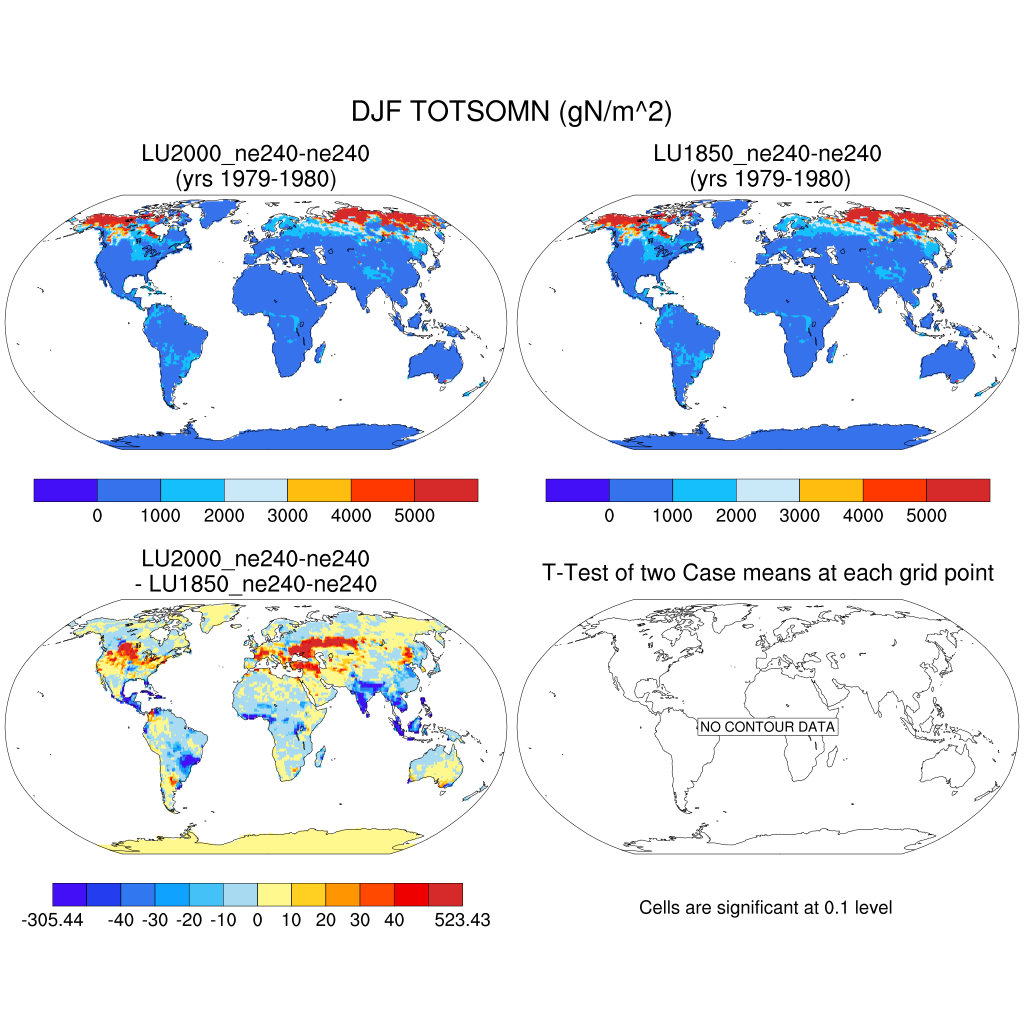 DJF TOTSOMN (gN/m^2)
LU2000_ne240-ne240
(yrs 1979-1980)
LU1850_ne240-ne240
(yrs 1979-1980)
0 1000 2000 3000 4000 5000
0 1000 2000 3000 4000 5000
LU2000_ne240-ne240
- LU1850_ne240-ne240
T-Test of two Case means at each grid point
NO CONTOUR DATA
-305.44 -40 -30 -20 -10 0 10 20 30 40 523.43
Cells are significant at 0.1 level